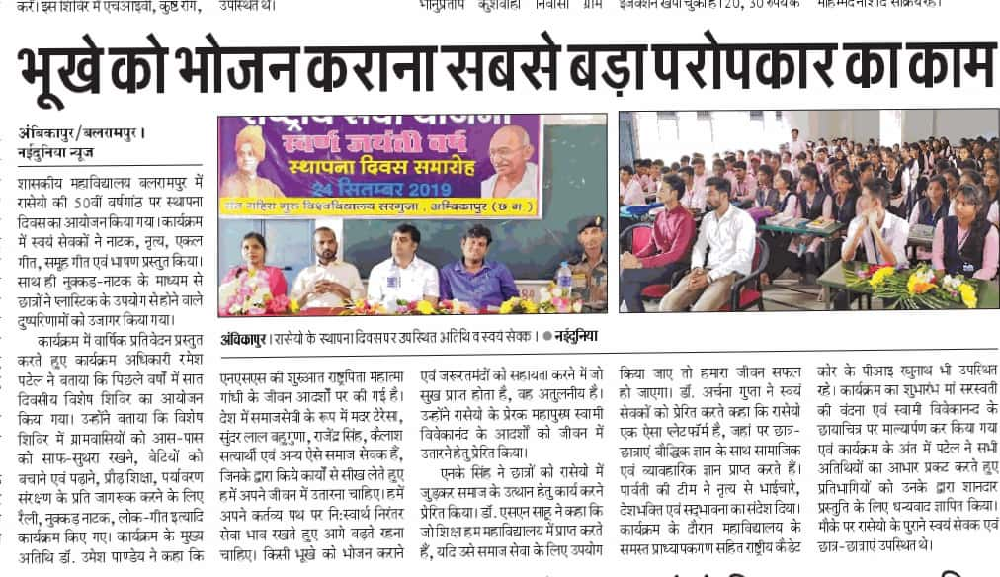 करें। इस शिविर में एचआईवी, कुष्ठ रोग,
उपस्थित थे।
भानुप्रताप कुशवाहा निवासी ग्राम
इंजेक्शन खपा चुका है। 20, 30 रुपये के
भूखे को भोजन कराना सबसे बड़ा परोपकार का काम
अंबिकापुर/बलरामपुर।
नईदुनिया न्यूज
शासकीय महाविद्यालय बलरामपुर में
रासेयो की 50वीं वर्षगांठ पर स्थापना
दिवस का आयोजन किया गया। कार्यक्रम
में स्वयं सेवकों ने नाटक, नृत्य, एकल
गीत, समूह गीत एवं भाषण प्रस्तुत किया।
साथ ही नुक्कड़-नाटक के माध्यम से
छात्रों ने प्लास्टिक के उपयोग से होने वाले
दुष्परिणामों को उजागर किया गया।
कार्यक्रम में वार्षिक प्रतिवेदन प्रस्तुत
करते हुए कार्यक्रम अधिकारी रमेश
पटेल ने बताया कि पिछले वर्षों में सात
दिवसीय विशेष शिविर का आयोजन
किया गया। उन्होंने बताया कि विशेष
शिविर में ग्रामवासियों को आस-पास
को साफ-सुथरा रखने, बेटियों को
बचाने एवं पढ़ाने, प्रौढ़ शिक्षा, पर्यावरण
संरक्षण के प्रति जागरूक करने के लिए
रैली, नुक्कड़ नाटक, लोक-गीत इत्यादि
कार्यक्रम किए गए। कार्यक्रम के मुख्य
अतिथि डॉ. उमेश पाण्डेय ने कहा कि
राष्ट्रीय सेवा योजना
स्वर्ण जयंती वर्ष
स्थापना दिवस समारोह
24 सितम्बर 2019
संत गहिरा गुरु विश्वविद्यालय सरगुजा, अम्बिकापुर (छ ग)
अंबिकापुर। रासेयो के स्थापना दिवस पर उपस्थित अतिथि व स्वयं सेवक। ● नईदुनिया
एनएसएस की शुरुआत राष्ट्रपिता महात्मा
गांधी के जीवन आदर्शों पर की गई है।
देश में समाजसेवी के रूप में मदर टेरेसा,
सुंदर लाल बहुगुणा, राजेंद्र सिंह, कैलाश
सत्यार्थी एवं अन्य ऐसे समाज सेवक हैं,
जिनके द्वारा किये कार्यों से सीख लेते हुए
हमें अपने जीवन में उतारना चाहिए। हमें
अपने कर्तव्य पथ पर नि:स्वार्थ निरंतर
सेवा भाव रखते हुए आगे बढ़ते रहना
चाहिए। किसी भूखे को भोजन कराने
एवं जरूरतमंदों को सहायता करने में जो
सुख प्राप्त होता है, वह अतुलनीय है।
उन्होंने रासेयो के प्रेरक महापुरुष स्वामी
विवेकानंद के आदर्शों को जीवन में
उतारने हेतु प्रेरित किया।
एनके सिंह ने छात्रों को रासेयो में
जुड़कर समाज के उत्थान हेतु कार्य करने
प्रेरित किया। डॉ. एसएन साहू ने कहा कि
जो शिक्षा हम महाविद्यालय में प्राप्त करते
हैं, यदि उसे समाज सेवा के लिए उपयोग
किया जाए तो हमारा जीवन सफल
हो जाएगा। डॉ. अर्चना गुप्ता ने स्वयं
सेवकों को प्रेरित करते कहा कि रासेयो
एक ऐसा प्लेटफॉर्म है, जहां पर छात्र-
छात्राएं बौद्धिक ज्ञान के साथ सामाजिक
एवं व्यावहारिक ज्ञान प्राप्त करते हैं।
पार्वती की टीम ने नृत्य से भाईचारे,
देशभक्ति एवं सद्भावना का संदेश दिया।
कार्यक्रम के दौरान महाविद्यालय के
समस्त प्राध्यापकगण सहित राष्ट्रीय कैडेट
कोर के पीआइ रघुनाथ भी उपस्थित
रहे। कार्यक्रम का शुभारंभ मां सरस्वती
की वंदना एवं स्वामी विवेकानन्द के
छायाचित्र पर माल्यार्पण कर किया गया
एवं कार्यक्रम के अंत में पटेल ने सभी
अतिथियों का आभार प्रकट करते हुए
प्रतिभागियों को उनके द्वारा शानदार
प्रस्तुति के लिए धन्यवाद ज्ञापित किया।
मौके पर रासेयो के पुराने स्वयं सेवक एवं
छात्र-छात्राएं उपस्थित थे।